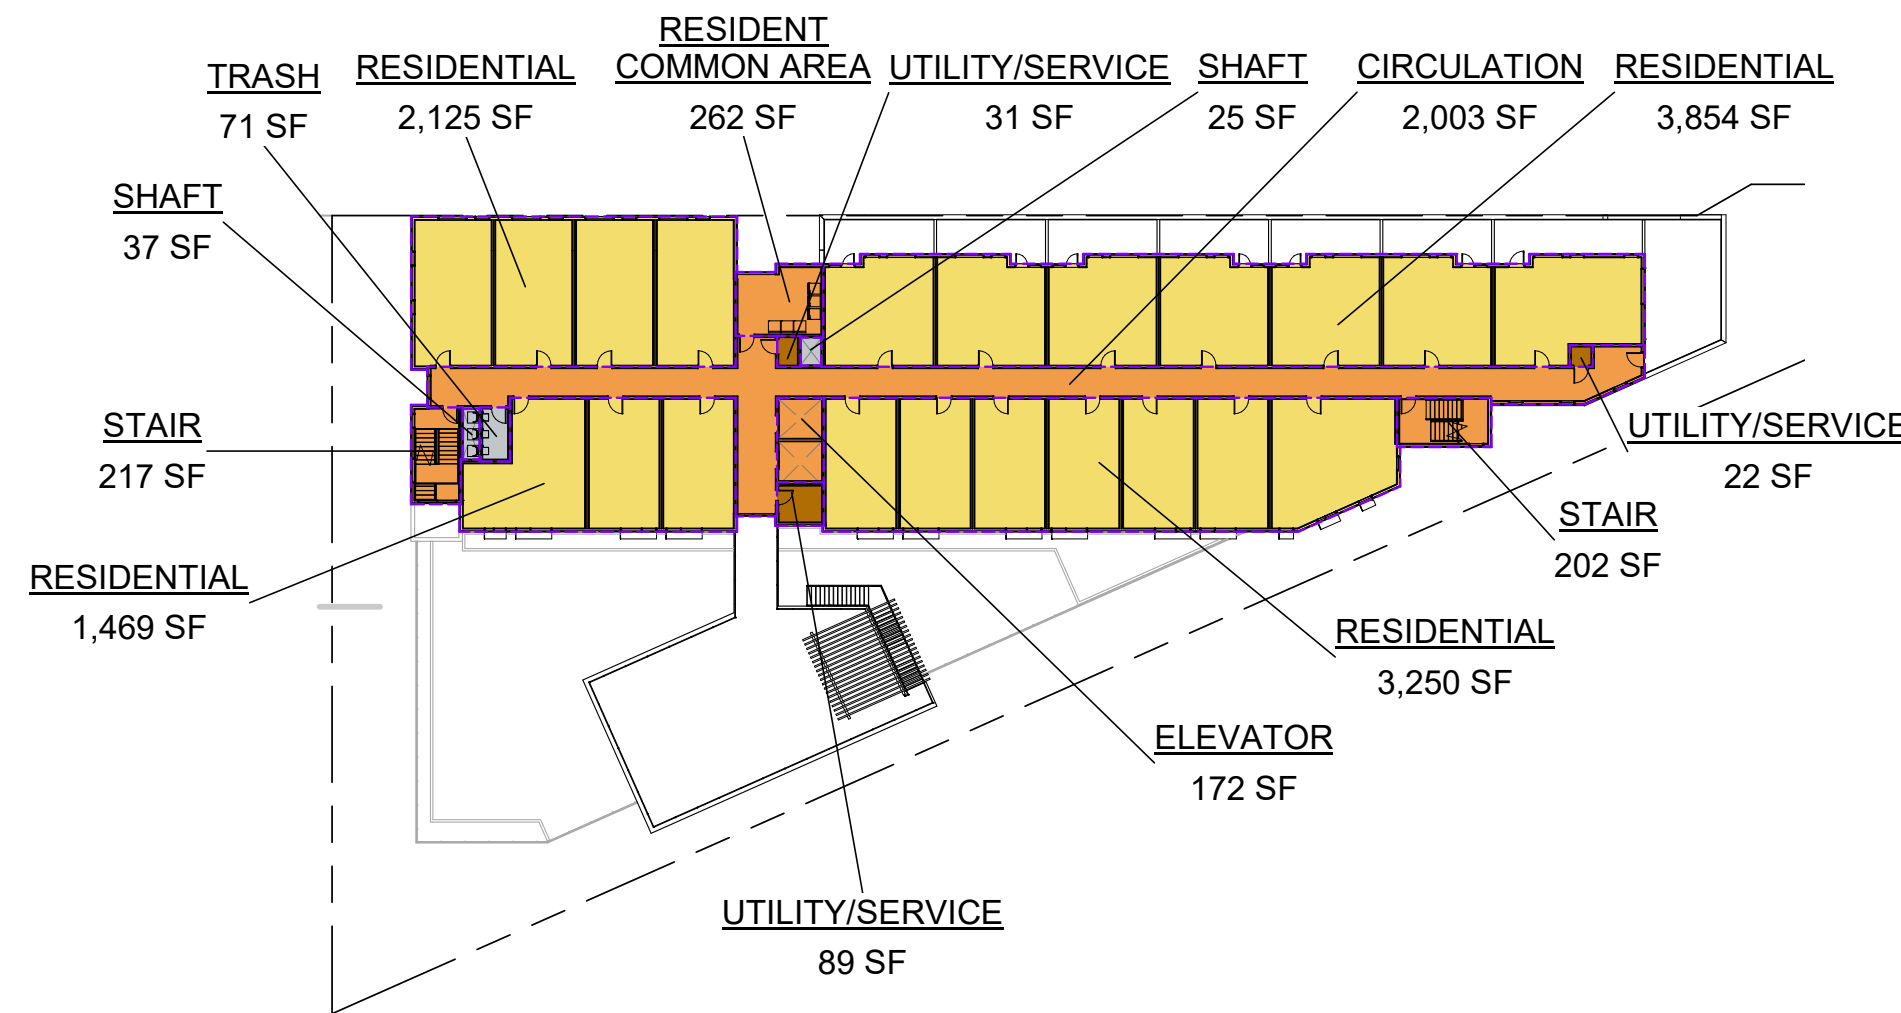 RESIDENT
COMMON AREA
262 SF
TRASH
71 SF
RESIDENTIAL
2,125 SF
UTILITY/SERVICE
31 SF
SHAFT
25 SF
CIRCULATION
2,003 SF
RESIDENTIAL
3,854 SF
SHAFT
37 SF
STAIR
217 SF
UTILITY/SERVICE
22 SF
STAIR
202 SF
RESIDENTIAL
1,469 SF
RESIDENTIAL
3,250 SF
ELEVATOR
172 SF
UTILITY/SERVICE
89 SF